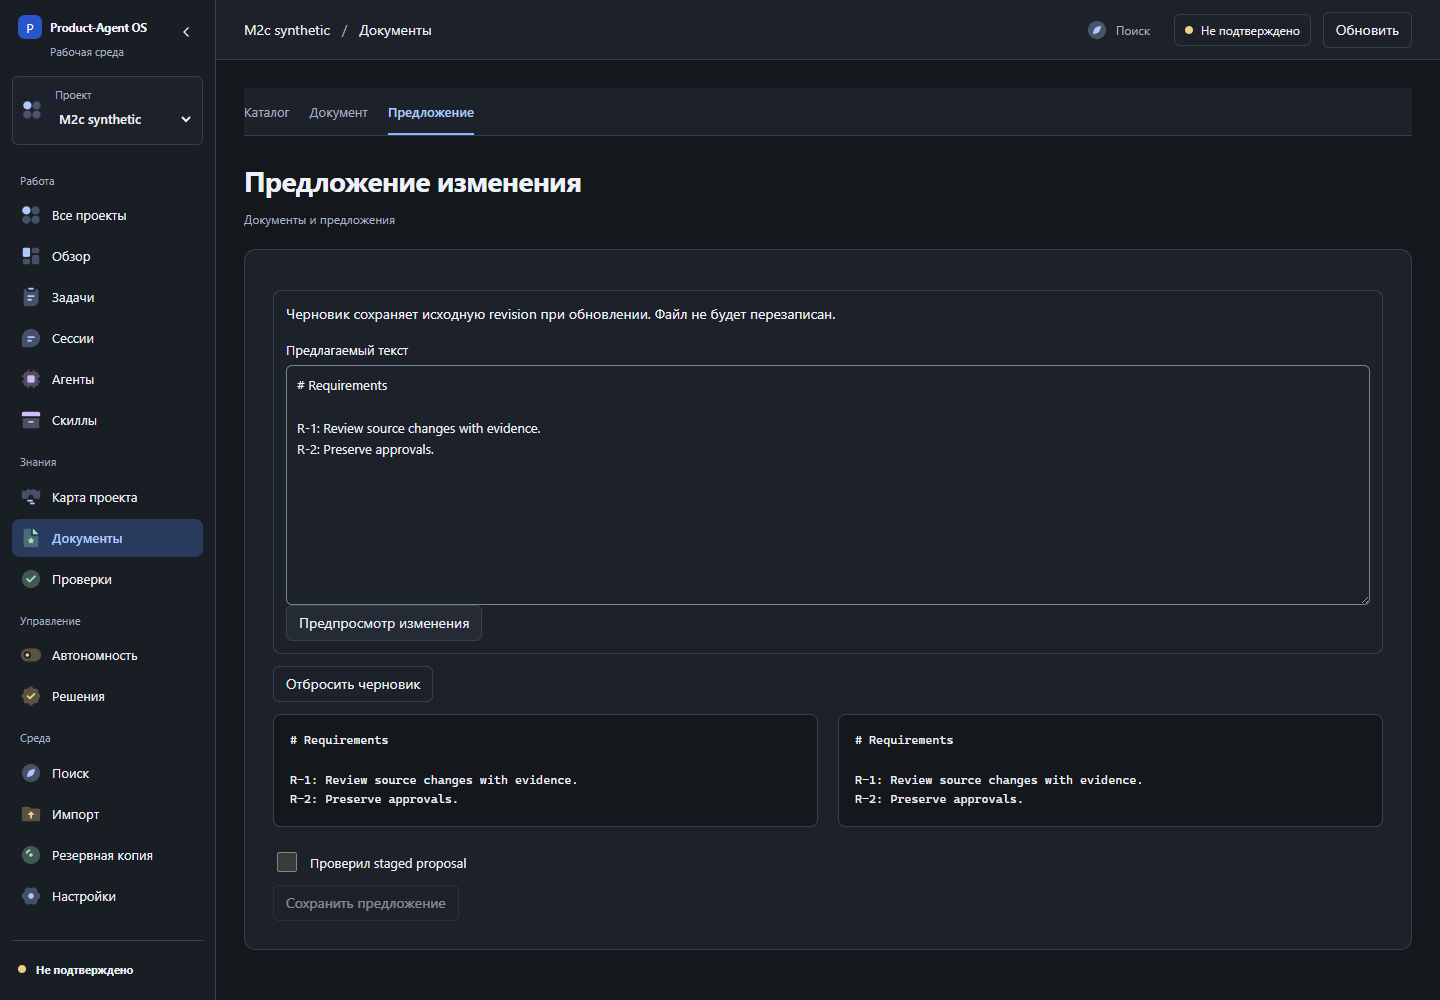 P
Product-Agent OS
Рабочая среда
Проект
M2c synthetic
Работа
Все проекты
Обзор
Задачи
Сессии
Агенты
Скиллы
Знания
Карта проекта
Документы
Проверки
Управление
Автономность
Решения
Среда
Поиск
Импорт
Резервная копия
Настройки
Не подтверждено
M2c synthetic / Документы
Поиск
Не подтверждено
Обновить
Каталог Документ Предложение
Предложение изменения
Документы и предложения
Черновик сохраняет исходную revision при обновлении. Файл не будет перезаписан.
Предлагаемый текст
# Requirements
R-1: Review source changes with evidence.
R-2: Preserve approvals.
Предпросмотр изменения
Отбросить черновик
# Requirements
R-1: Review source changes with evidence.
R-2: Preserve approvals.
# Requirements
R-1: Review source changes with evidence.
R-2: Preserve approvals.
Проверил staged proposal
Сохранить предложение